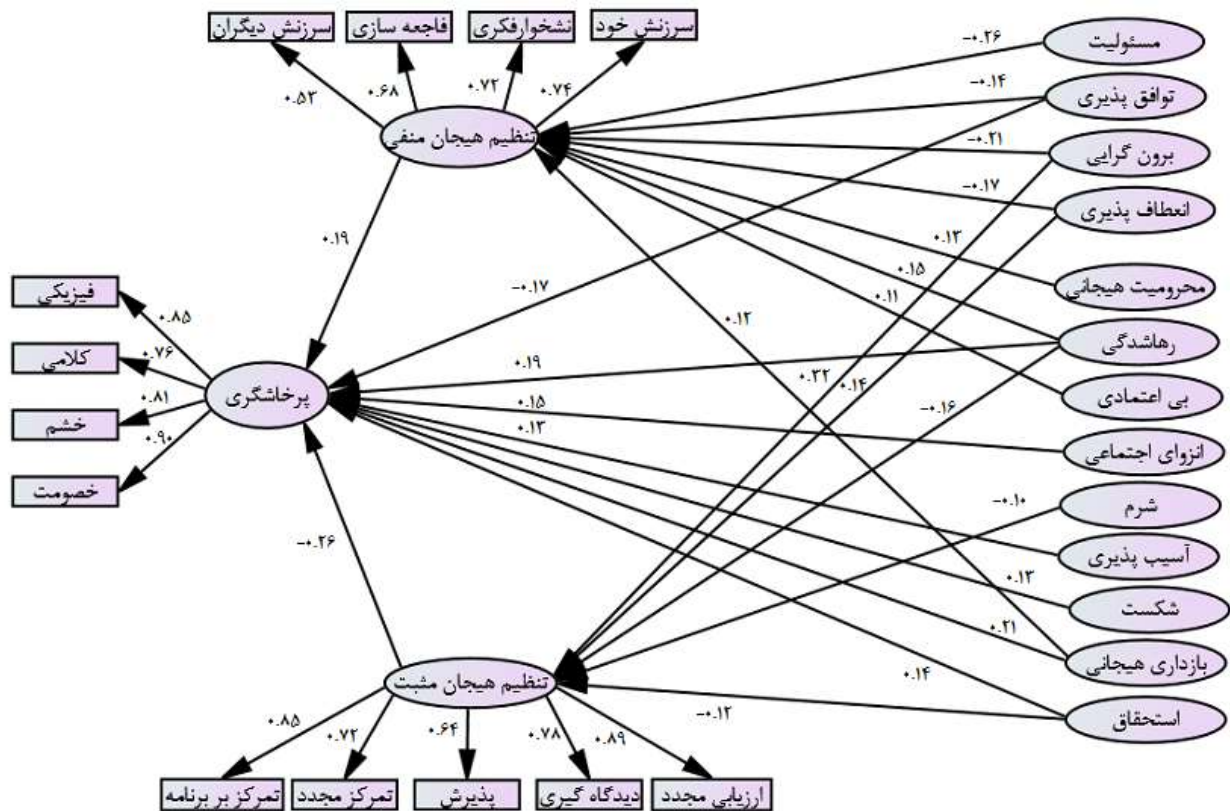 سرزنش خود
نشخوارفکری
فاجعه سازی
سرزنش دیگران
۰.۷۴
۰.۷۲
۰.۶۸
۰.۵۳
تنظیم هیجان منفی
مسئولیت
-۰.۲۶
توافق پذیری
-۰.۱۴
برون گرایی
-۰.۲۱
انعطاف پذیری
-۰.۱۷
محرومیت هیجانی
۰.۱۳
۰.۱۵
۰.۱۱
رهاشدگی
بی اعتمادی
انزوای اجتماعی
شرم
آسیب پذیری
شکست
بازداری هیجانی
استحقاق
۰.۱۹
-۰.۱۷
۰.۱۲
۰.۱۹
۰.۳۲
۰.۱۴
۰.۱۵
-۰.۱۶
۰.۱۳
-۰.۱۰
۰.۱۳
۰.۲۱
۰.۱۴
-۰.۱۲
-۰.۲۶
پرخاشگری
فیزیکی
۰.۸۵
کلامی
۰.۷۶
خشم
۰.۸۱
خصومت
۰.۹۰
تنظیم هیجان مثبت
۰.۸۹
۰.۷۸
۰.۶۴
۰.۷۲
۰.۸۵
ارزیابی مجدد
دیدگاه گیری
پذیرش
تمرکز مجدد
تمرکز بر برنامه